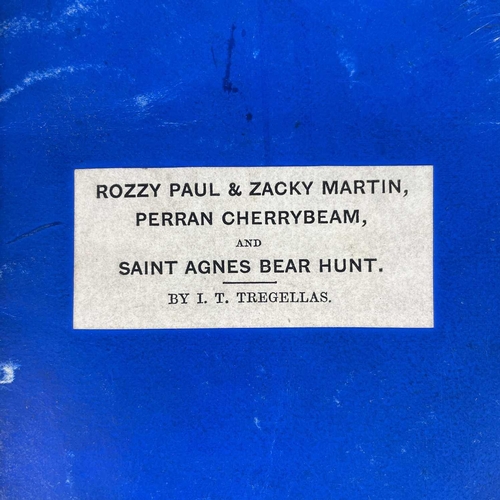 ROZZY PAUL & ZACKY MARTIN,
PERRAN CHERRYBEAM,
AND
SAINT AGNES BEAR HUNT.
BY I. T. TREGELLAS.